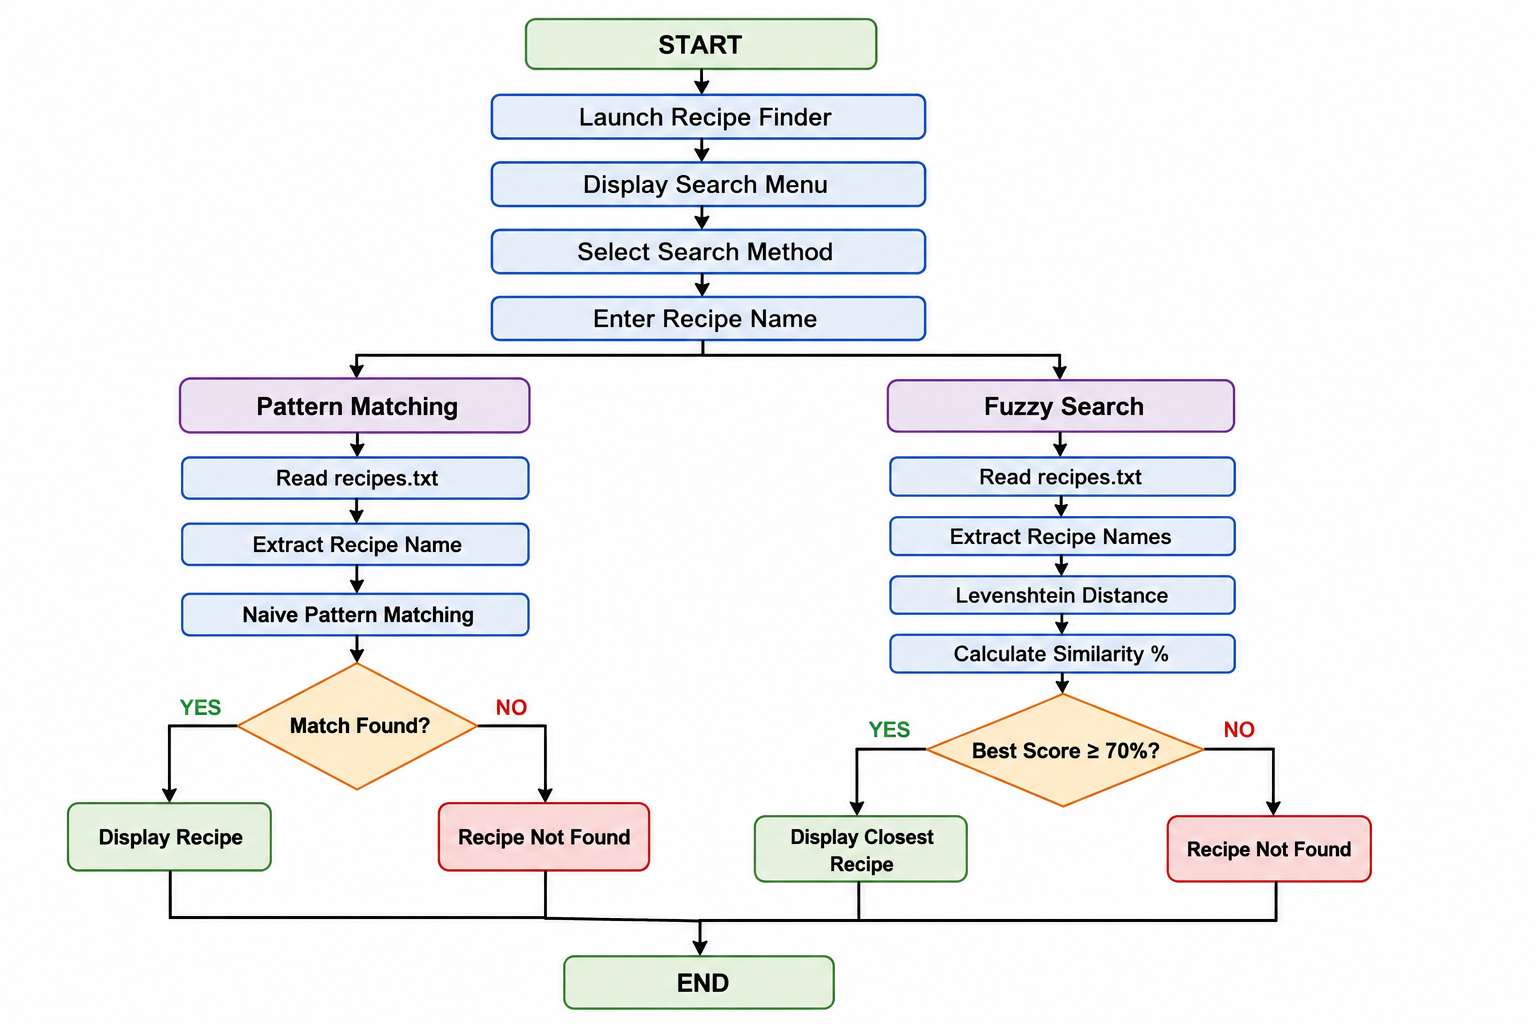 START
Launch Recipe Finder
Display Search Menu
Select Search Method
Enter Recipe Name
Pattern Matching
Read recipes.txt
Extract Recipe Name
Naive Pattern Matching
Match Found?
YES
NO
Display Recipe
Recipe Not Found
Fuzzy Search
Read recipes.txt
Extract Recipe Names
Levenshtein Distance
Calculate Similarity %
Best Score ≥ 70%?
YES
NO
Display Closest
Recipe
Recipe Not Found
END